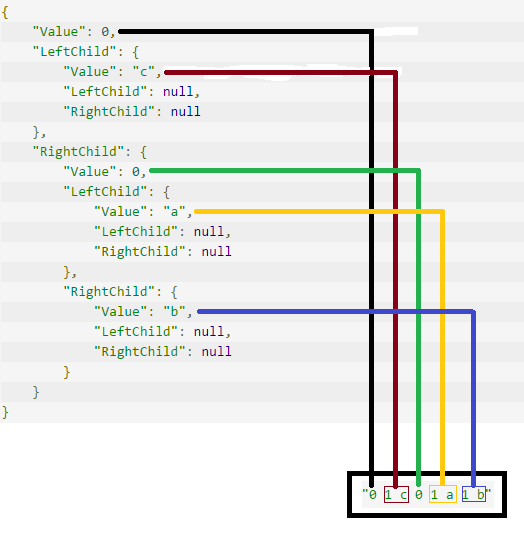 {
"Value": 0,
"LeftChild": {
"Value": "c",
"LeftChild": null,
"RightChild": null
},
"RightChild": {
"Value": 0,
"LeftChild": {
"Value": "a",
"LeftChild": null,
"RightChild": null
},
"RightChild": {
"Value": "b",
"LeftChild": null,
"RightChild": null
}
}
}
"0 1 c 0 1 a 1 b"